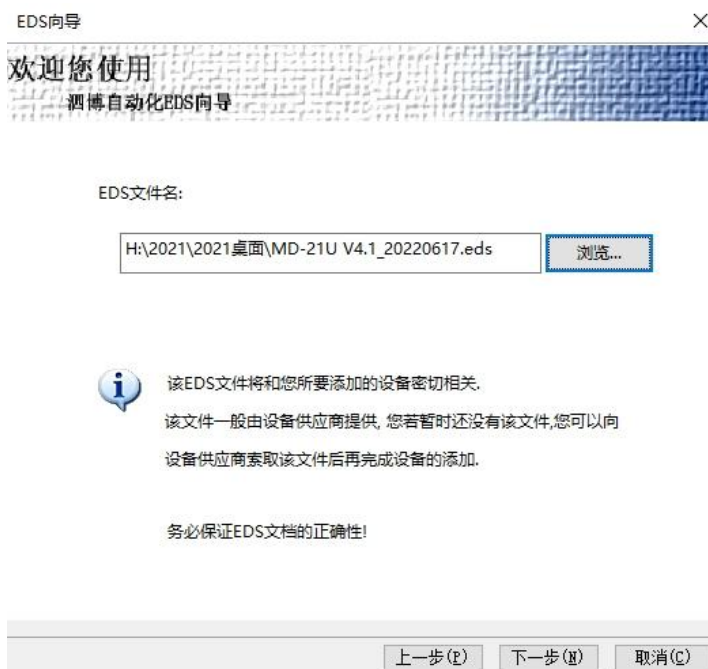 EDS向导
欢迎您使用
泗博自动化EDS向导
EDS文件名:
H:\2021\2021桌面\MD-21U V4.1_20220617.eds
浏览...
该EDS文件将和您所要添加的设备密切相关.
该文件一般由设备供应商提供, 您若暂时还没有该文件,您可以向
设备供应商索取该文件后再完成设备的添加.
务必保证EDS文档的正确性!
上一步(P) 下一步(N) 取消(C)